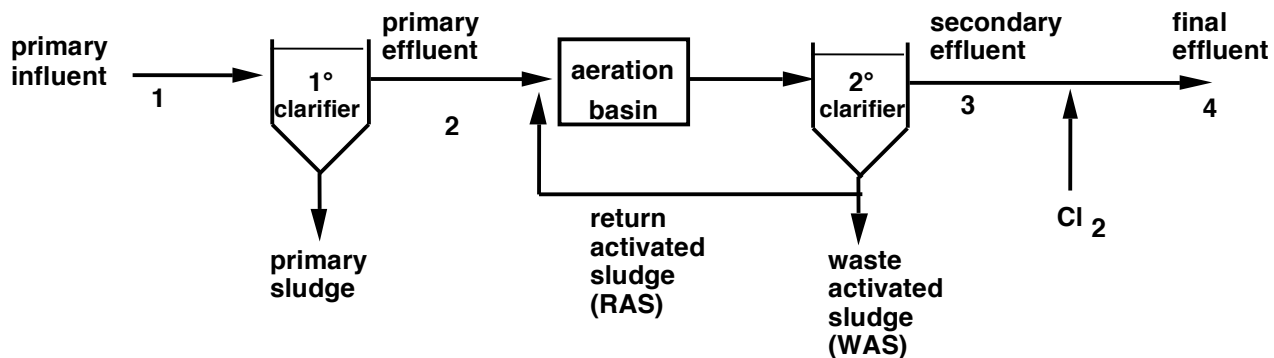 primary
influent
1
1°
clarifier
primary
effluent
2
aeration
basin
2°
clarifier
secondary
effluent
3
final
effluent
4
Cl 2
primary
sludge
return
activated
sludge
(RAS)
waste
activated
sludge
(WAS)